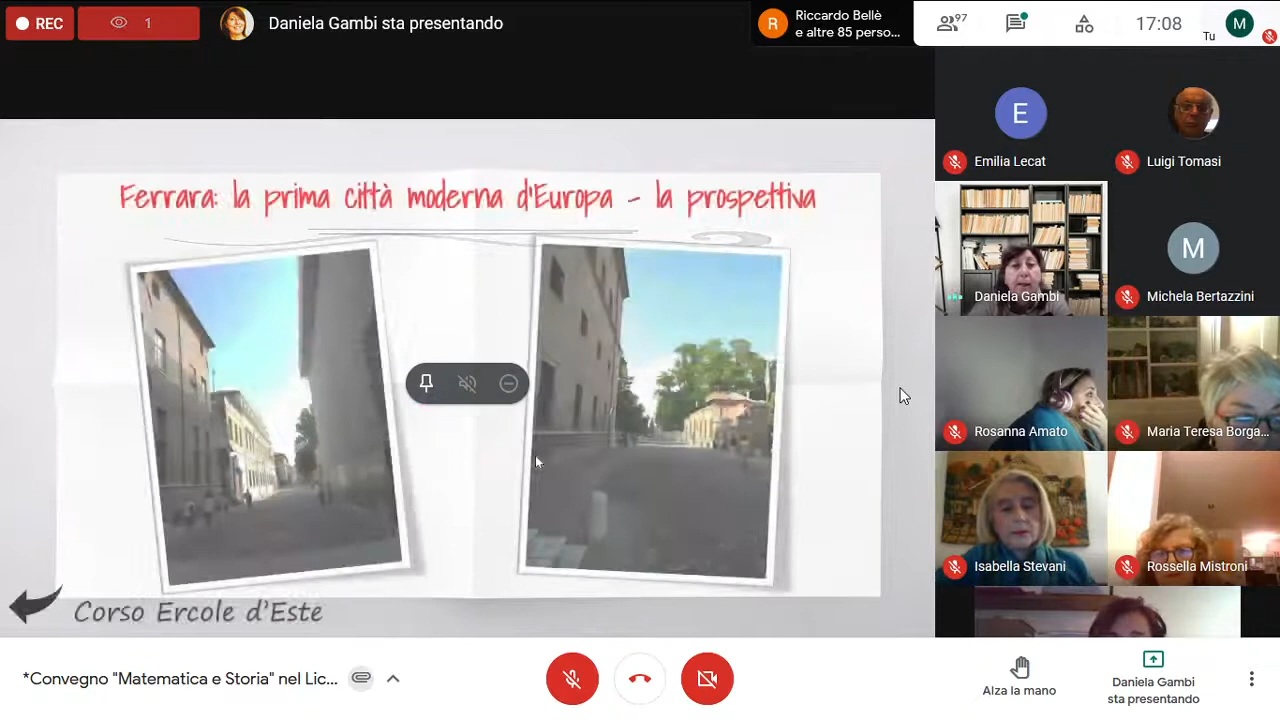 REC
1
Daniela Gambi sta presentando
R
Riccardo Bellè
e altre 85 perso...
97
17:08
Tu
M
E
Emilia Lecat
Luigi Tomasi
Ferrara: la prima città moderna d'Europa - la prospettiva
Daniela Gambi
M
Michela Bertazzini
Rosanna Amato
Maria Teresa Borga...
Isabella Stevani
Rossella Mistroni
Corso Ercole d'Este
*Convegno "Matematica e Storia" nel Lic...
Alza la mano
Daniela Gambi
sta presentando